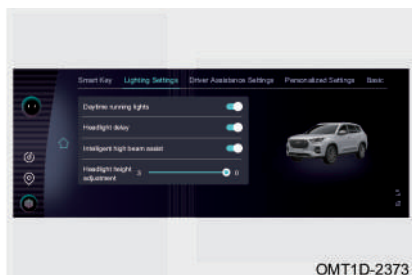 Smart Key Lighting Settings Driver Assistance Settings Personalized Settings Basic
Daytime running lights
Headlight delay
Intelligent high beam assist
Headlight height
adjustment
3 0
OMT1D-2373